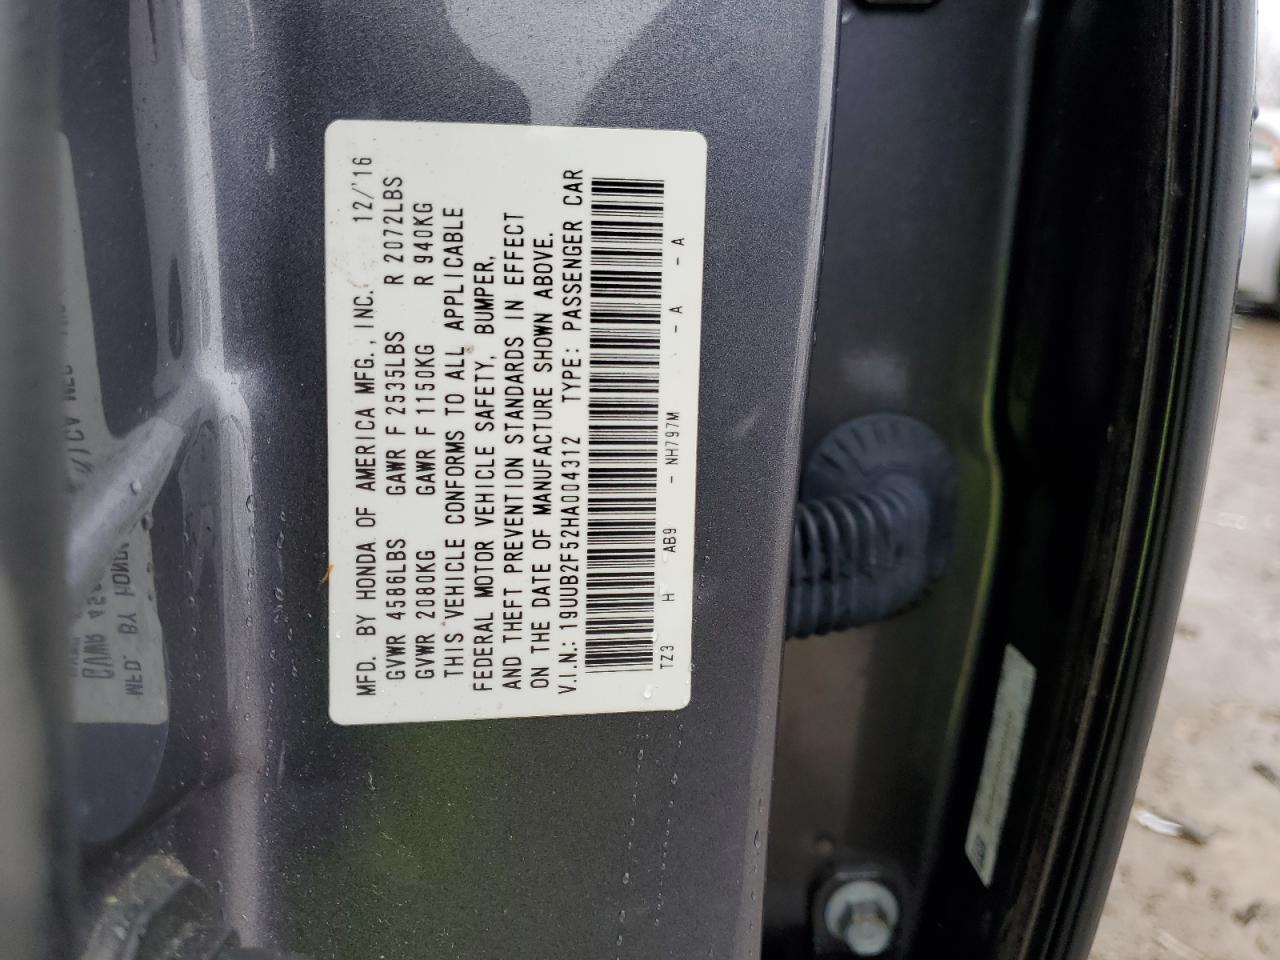 MFD. BY HONDA OF AMERICA MFG., INC. 12/'16
GVWR 4586LBS GAWR F 2535LBS R 2072LBS
GVWR 2080KG GAWR F 1150KG R 940KG
THIS VEHICLE CONFORMS TO ALL APPLICABLE
FEDERAL MOTOR VEHICLE SAFETY, BUMPER,
AND THEFT PREVENTION STANDARDS IN EFFECT
ON THE DATE OF MANUFACTURE SHOWN ABOVE.
V.I.N.: 19UUB2F52HA004312 TYPE: PASSENGER CAR
TZ3 H AB9 - NH797M - A - A